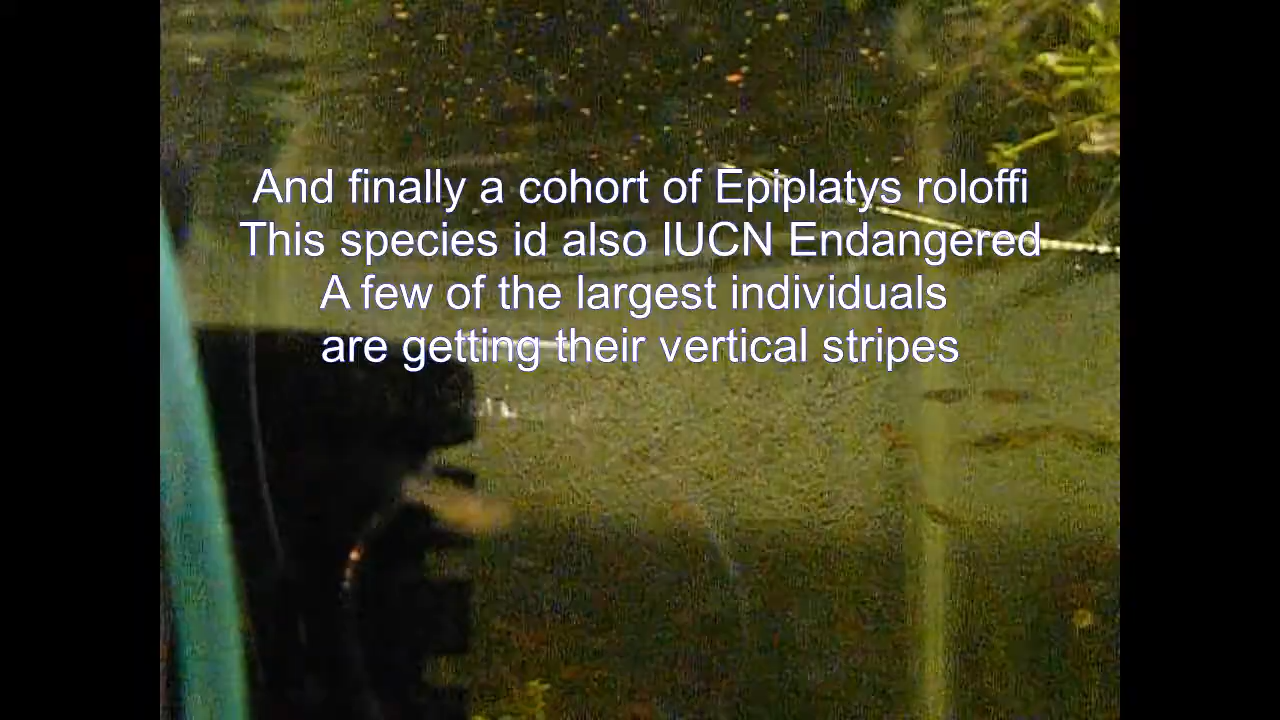 And finally a cohort of Epiplatys roloffi
This species id also IUCN Endangered
A few of the largest individuals
are getting their vertical stripes